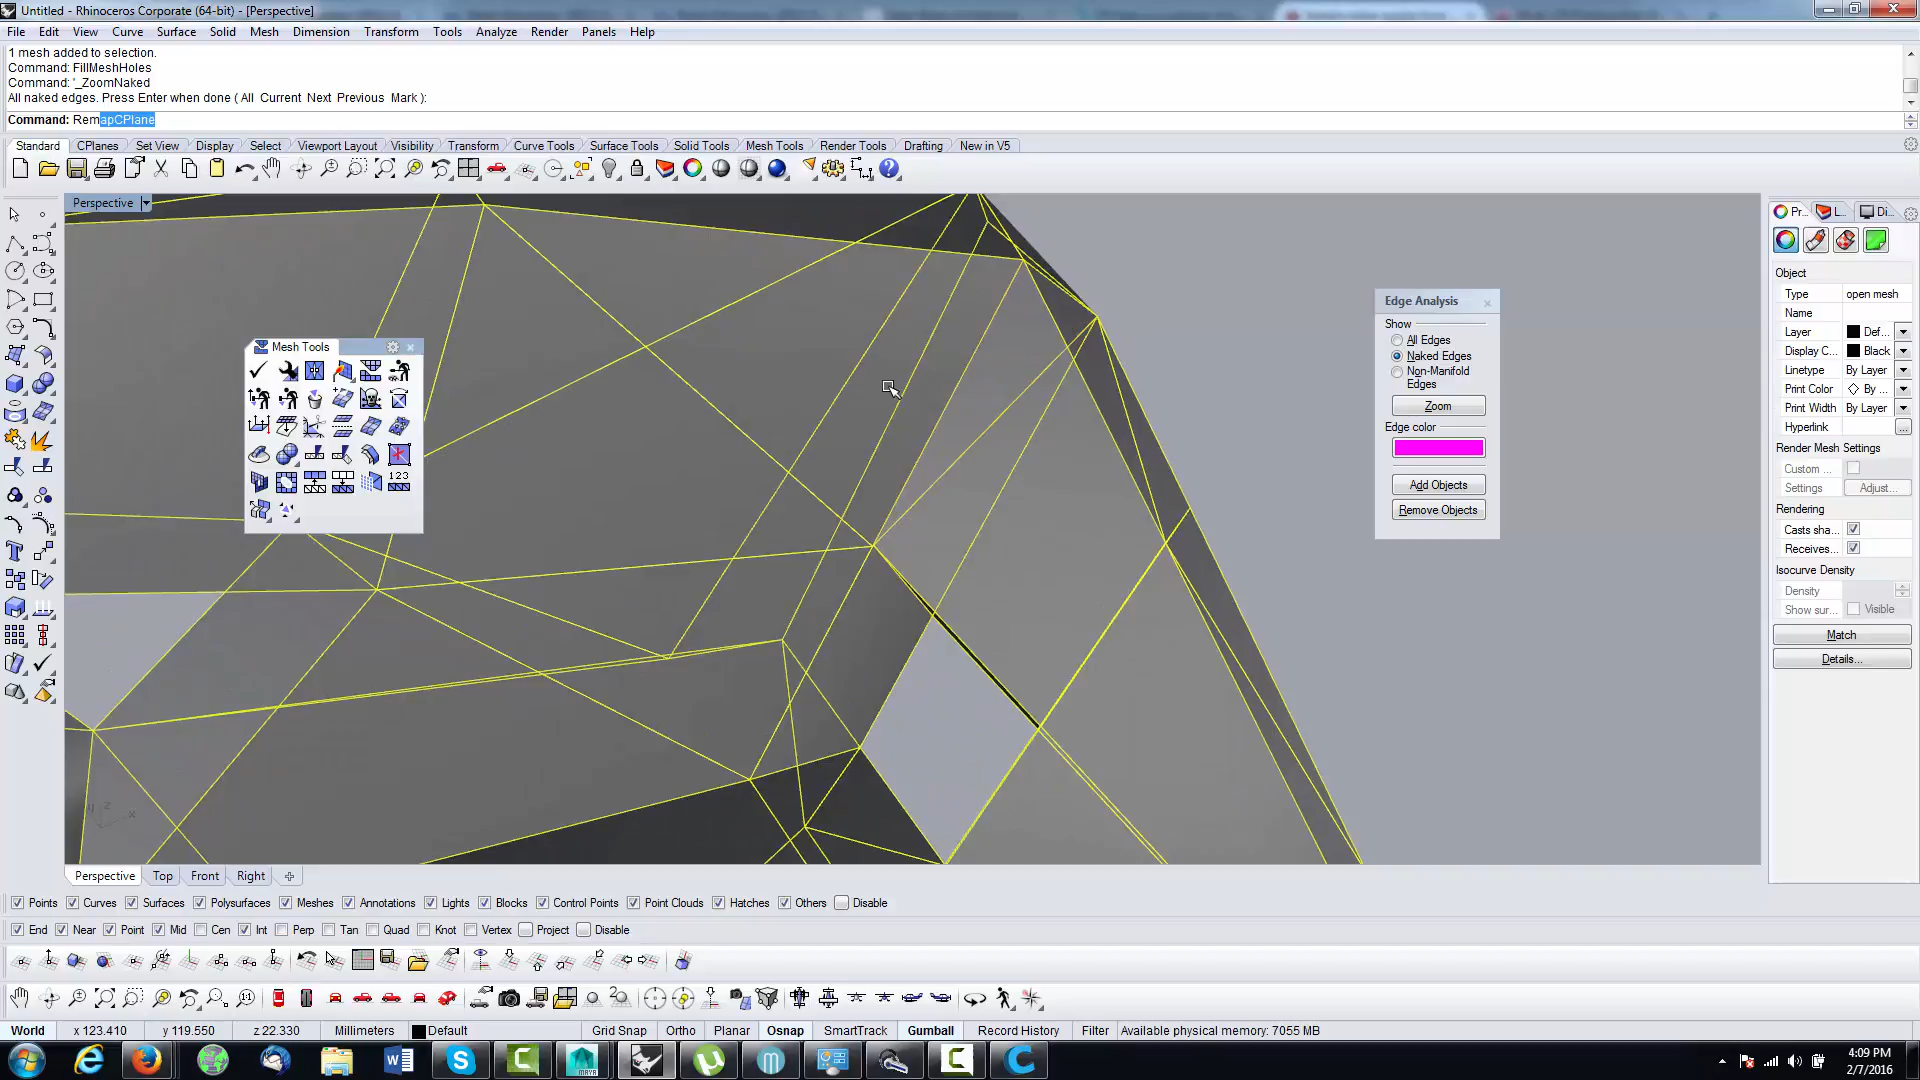 Untitled - Rhinoceros Corporate (64-bit) - [Perspective]
File Edit View Curve Surface Solid Mesh Dimension Transform Tools Analyze Render Panels Help
1 mesh added to selection.
Command: FillMeshHoles
Command: '_ZoomNaked
All naked edges. Press Enter when done ( All Current Next Previous Mark ):
Command: RemapCPlane
Standard CPlanes Set View Display Select Viewport Layout Visibility Transform Curve Tools Surface Tools Solid Tools Mesh Tools Render Tools Drafting New in V5
Perspective
Pr... L... Di...
Mesh Tools
123
Edge Analysis
Show
All Edges
Naked Edges
Non-Manifold
Edges
Zoom
Edge color
Add Objects
Remove Objects
Object
Type open mesh
Name
Layer Def...
Display C... Black
Linetype By Layer
Print Color By ...
Print Width By Layer
Hyperlink ...
Render Mesh Settings
Custom ...
Settings Adjust...
Rendering
Casts sha...
Receives...
Isocurve Density
Density
Show sur... Visible
Match
Details...
z
x
Perspective Top Front Right
Points Curves Surfaces Polysurfaces Meshes Annotations Lights Blocks Control Points Point Clouds Hatches Others Disable
End Near Point Mid Cen Int Perp Tan Quad Knot Vertex Project Disable
World x 123.410 y 119.550 z 22.330 Millimeters Default Grid Snap Ortho Planar Osnap SmartTrack Gumball Record History Filter Available physical memory: 7055 MB
4:09 PM
2/7/2016